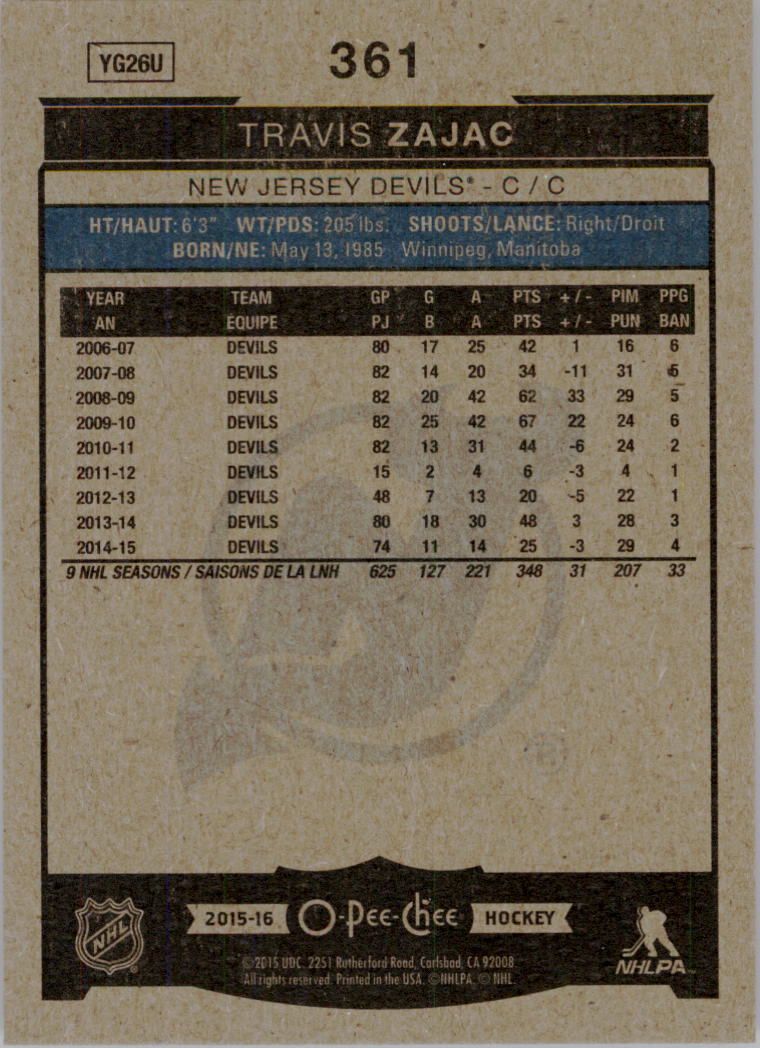 YG26U
361
TRAVIS ZAJAC
NEW JERSEY DEVILS® - C / C
HT/HAUT: 6'3" WT/PDS: 205 lbs. SHOOTS/LANCE: Right/Droit
BORN/NE: May 13, 1985 Winnipeg, Manitoba
YEAR TEAM GP G A PTS +/- PIM PPG
AN ÉQUIPE PJ B A PTS +/- PUN BAN
2006-07 DEVILS 80 17 25 42 1 16 6
2007-08 DEVILS 82 14 20 34 -11 31 5
2008-09 DEVILS 82 20 42 62 33 29 5
2009-10 DEVILS 82 25 42 67 22 24 6
2010-11 DEVILS 82 13 31 44 -6 24 2
2011-12 DEVILS 15 2 4 6 -3 4 1
2012-13 DEVILS 48 7 13 20 -5 22 1
2013-14 DEVILS 80 18 30 48 3 28 3
2014-15 DEVILS 74 11 14 25 -3 29 4
9 NHL SEASONS / SAISONS DE LA LNH 625 127 221 348 31 207 33
®
NHL
2015-16 O-Pee-Chee HOCKEY
NHLPA™
©2015 UDC. 2251 Rutherford Road, Carlsbad, CA 92008
All rights reserved. Printed in the USA. ©NHLPA. © NHL.